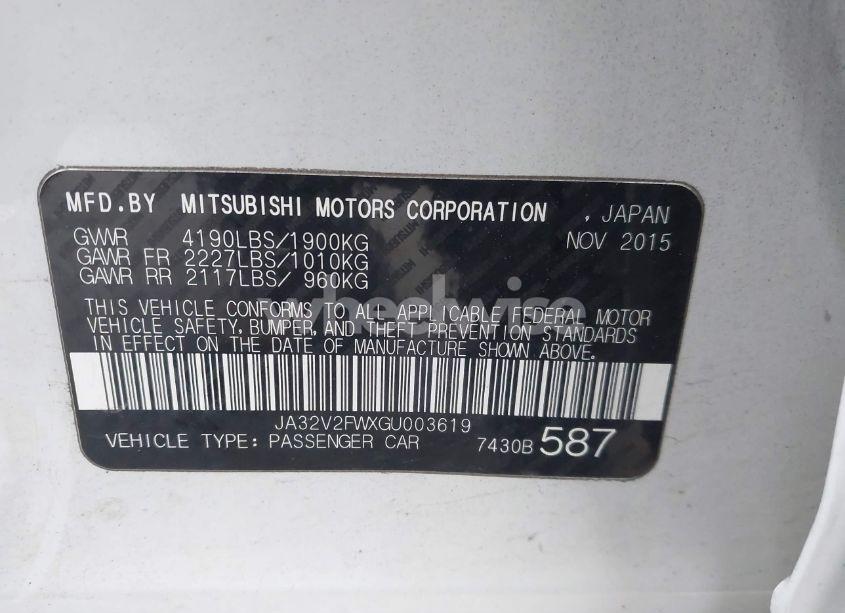 MFD.BY MITSUBISHI MOTORS CORPORATION , JAPAN
GVWR 4190LBS/1900KG NOV 2015
GAWR FR 2227LBS/1010KG
GAWR RR 2117LBS/ 960KG
THIS VEHICLE CONFORMS TO ALL APPLICABLE FEDERAL MOTOR
VEHICLE SAFETY, BUMPER, AND THEFT PREVENTION STANDARDS
IN EFFECT ON THE DATE OF MANUFACTURE SHOWN ABOVE.
wheelwise
JA32V2FWXGU003619
VEHICLE TYPE: PASSENGER CAR 7430B 587